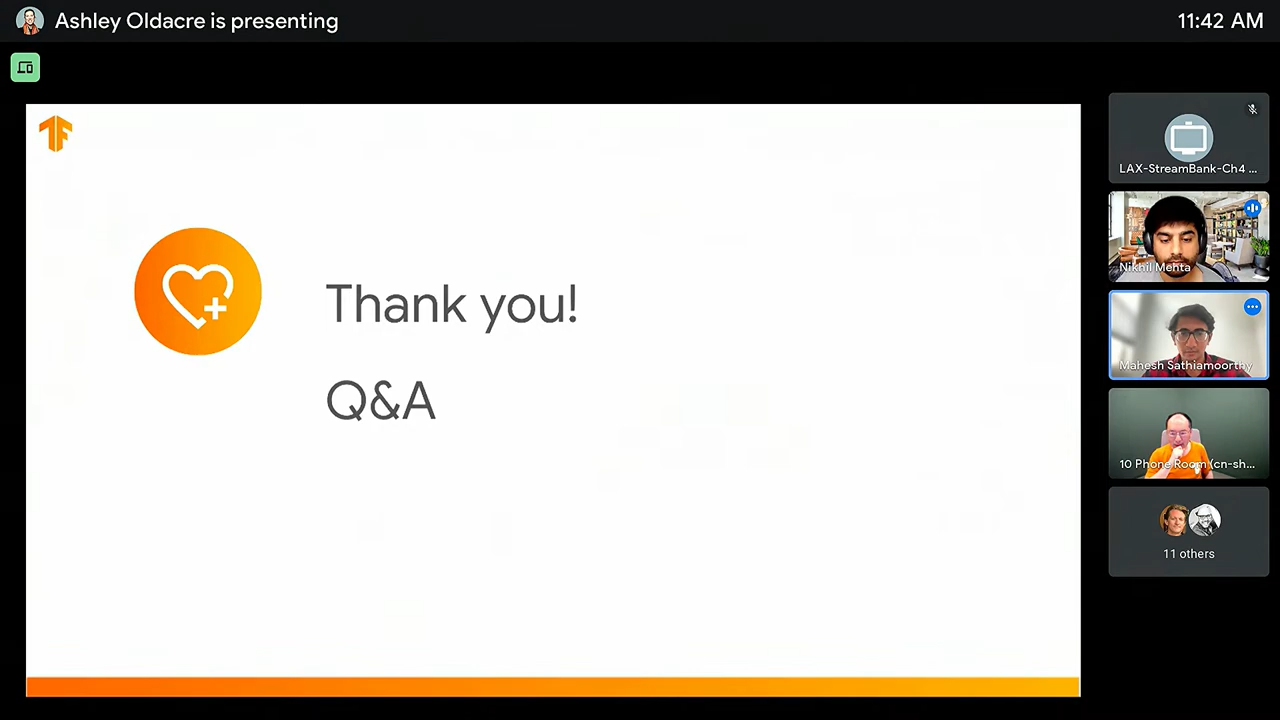 Ashley Oldacre is presenting
11:42 AM
TF
Thank you!
Q&A
LAX-StreamBank-Ch4 ...
Nikhil Mehta
Mahesh Sathiamoorthy
10 Phone Room (cn-sh...
11 others